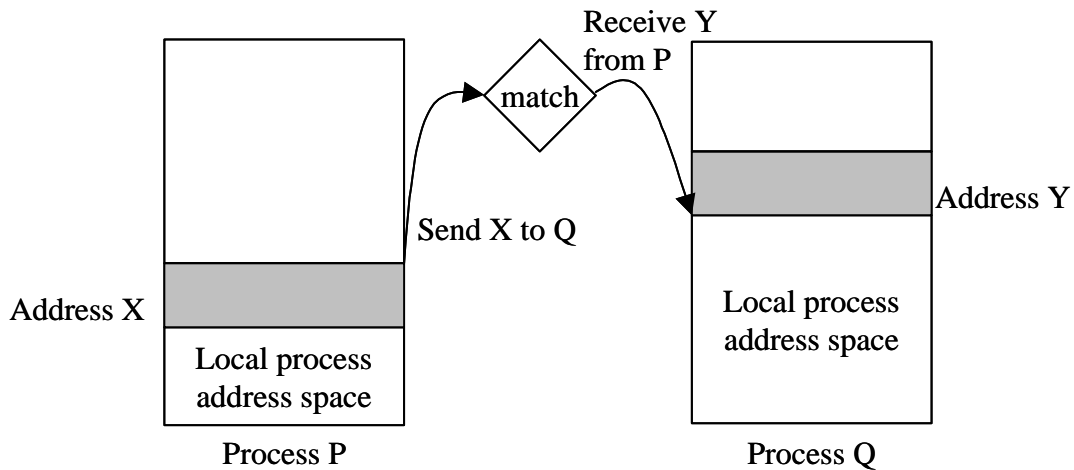 Receive Y
from P
match
Send X to Q
Address Y
Address X
Local process
address space
Local process
address space
Process P
Process Q